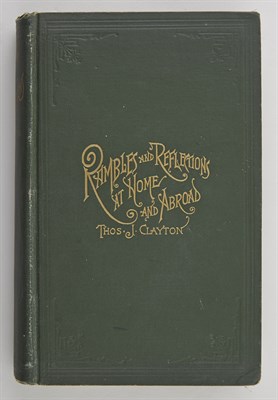 RAMBLES AND REFLECTIONS
AT HOME
AND ABROAD
THOS. J. CLAYTON